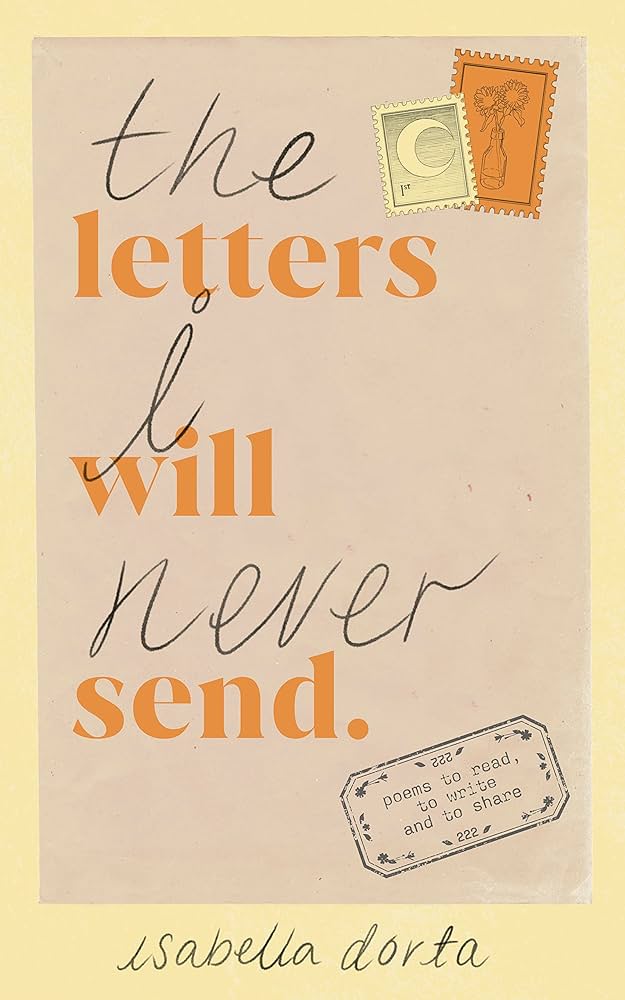 the
1ST
letters
i
will
never
send.
222
poems to read,
to write
and to share
222
isabella dorta